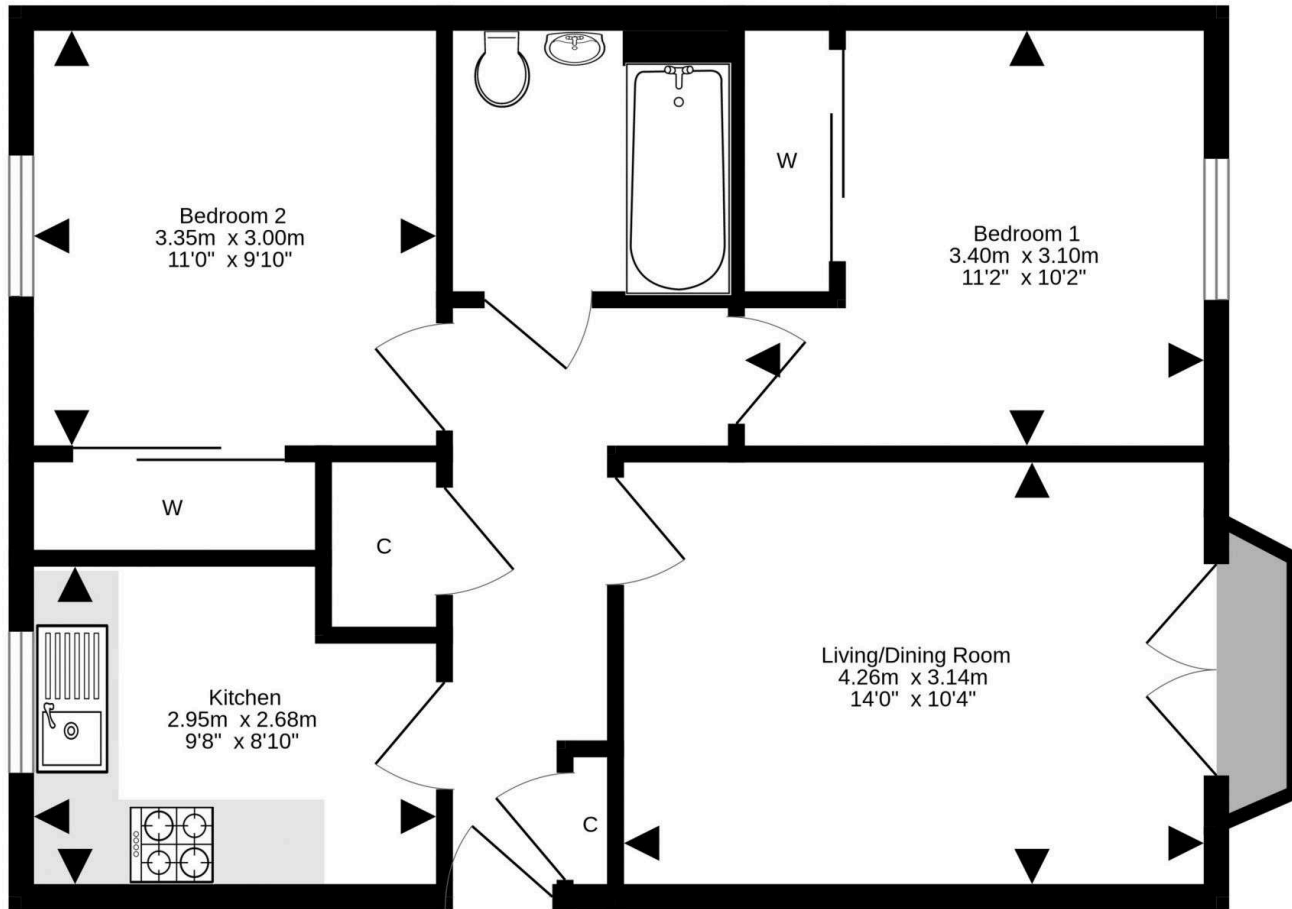 Bedroom 2
3.35m x 3.00m
11'0" x 9'10"
W
Bedroom 1
3.40m x 3.10m
11'2" x 10'2"
W
C
Kitchen
2.95m x 2.68m
9'8" x 8'10"
Living/Dining Room
4.26m x 3.14m
14'0" x 10'4"
C